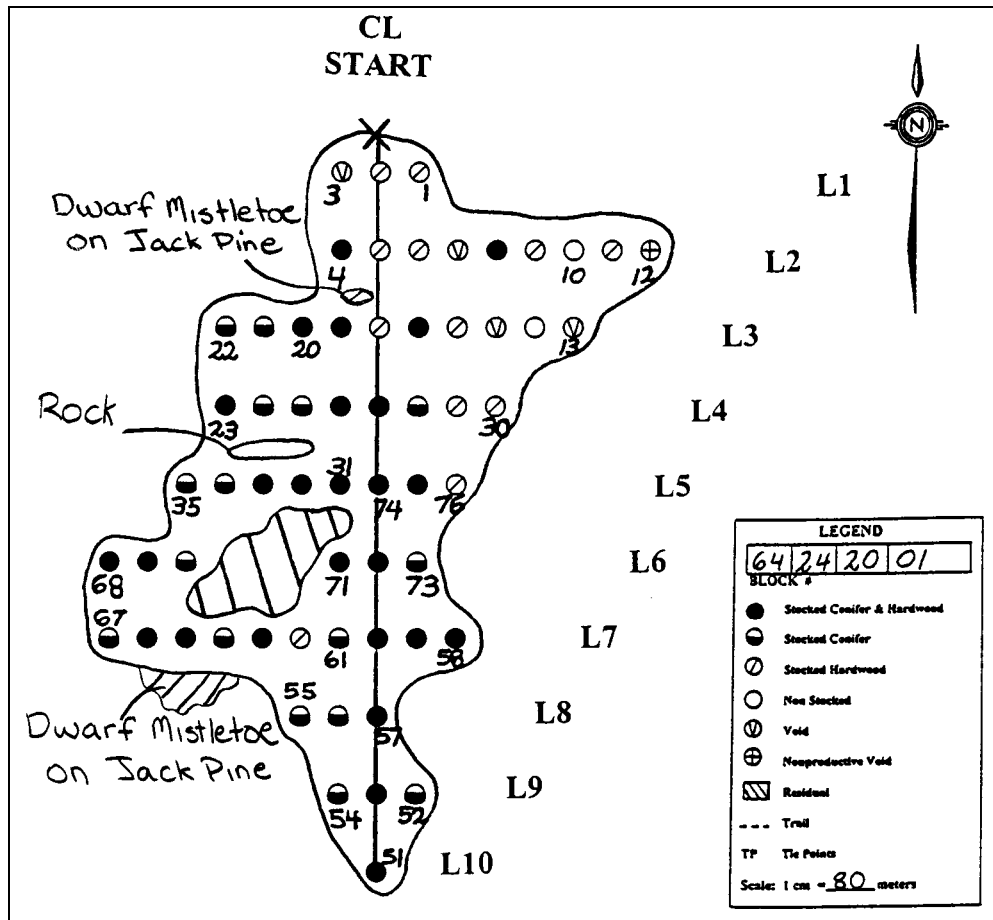 CL
START
N
3
1
L1
Dwarf Mistletoe
on Jack Pine
4
10
12
L2
22
20
13
L3
Rock
23
30
L4
35
31
74
76
L5
68
71
73
L6
67
61
58
L7
55
57
L8
Dwarf Mistletoe
on Jack Pine
54
52
L9
51
L10
LEGEND
64 24 20 01
BLOCK #
Stocked Conifer & Hardwood
Stocked Conifer
Stocked Hardwood
Non Stocked
V Void
Nonproductive Void
Residual
Trail
TP Tie Points
Scale: 1 cm = 80 meters